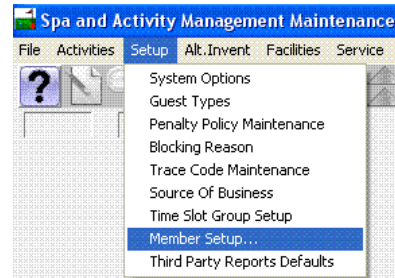 Spa and Activity Management Maintenance
File Activities Setup Alt.Invent Facilities Service
System Options
Guest Types
Penalty Policy Maintenance
Blocking Reason
Trace Code Maintenance
Source Of Business
Time Slot Group Setup
Member Setup...
Third Party Reports Defaults